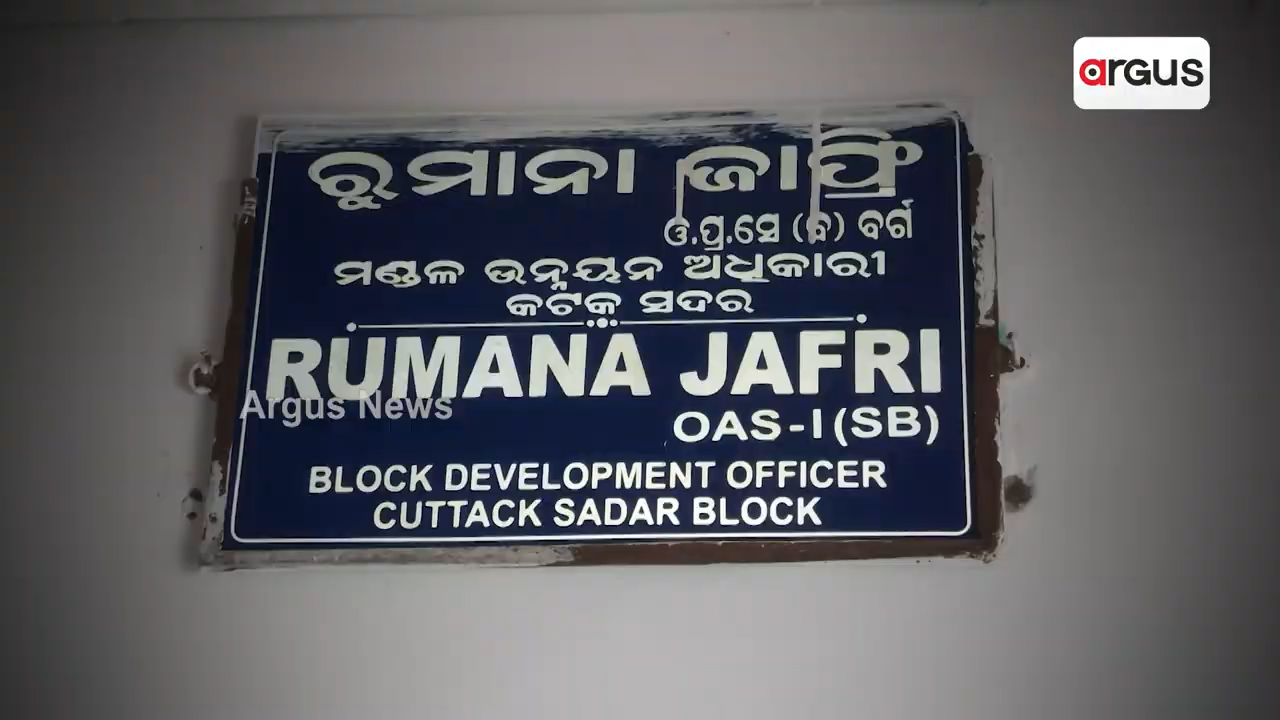 argus
ରୁମାନା ଜାଫ୍ରି
ଓ.ପ୍ର.ସେ (ବ) ବର୍ଗ
ମଣ୍ଡଳ ଉନ୍ନୟନ ଅଧିକାରୀ
କଟକ ସଦର
RUMANA JAFRI
Argus News
OAS-I(SB)
BLOCK DEVELOPMENT OFFICER
CUTTACK SADAR BLOCK